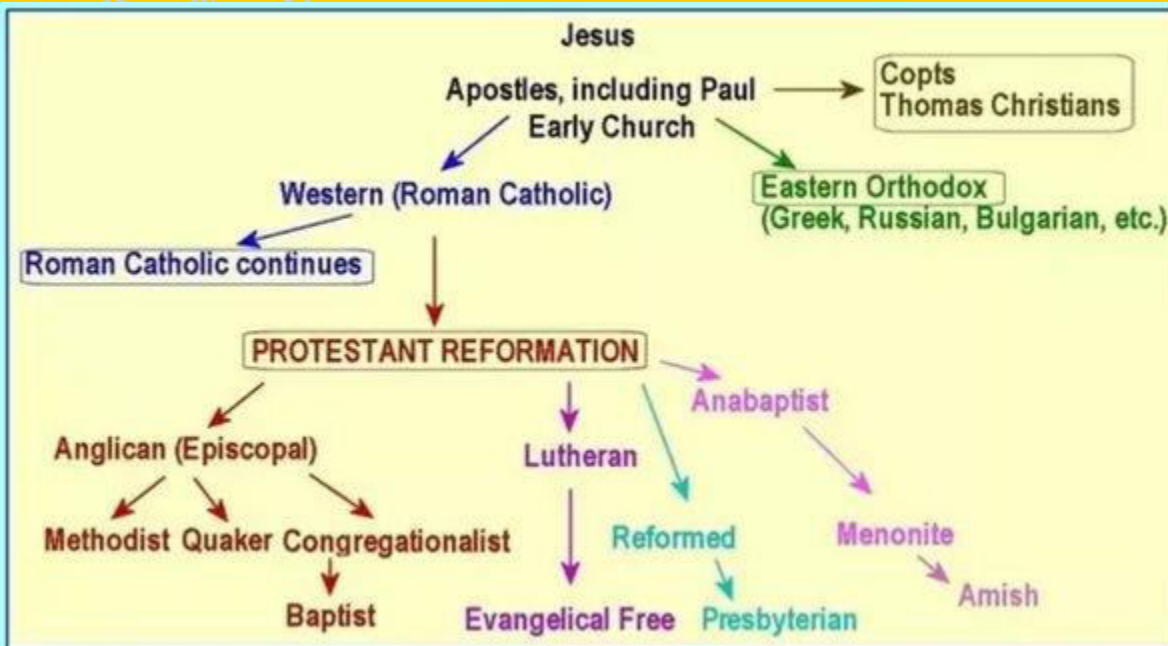 Jesus
Apostles, including Paul
Early Church
Copts
Thomas Christians
Western (Roman Catholic)
Eastern Orthodox
(Greek, Russian, Bulgarian, etc.)
Roman Catholic continues
PROTESTANT REFORMATION
Anabaptist
Anglican (Episcopal)
Lutheran
Methodist Quaker Congregationalist
Reformed
Menonite
Baptist
Evangelical Free
Presbyterian
Amish